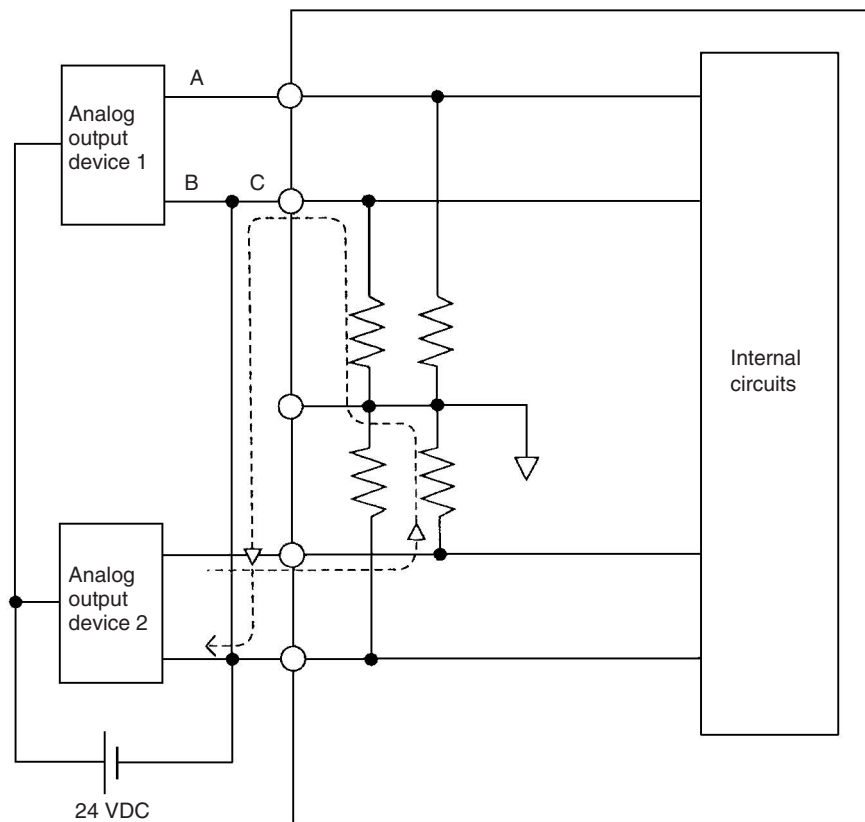 A
Analog
output
device 1
B
C
Internal
circuits
Analog
output
device 2
24 VDC